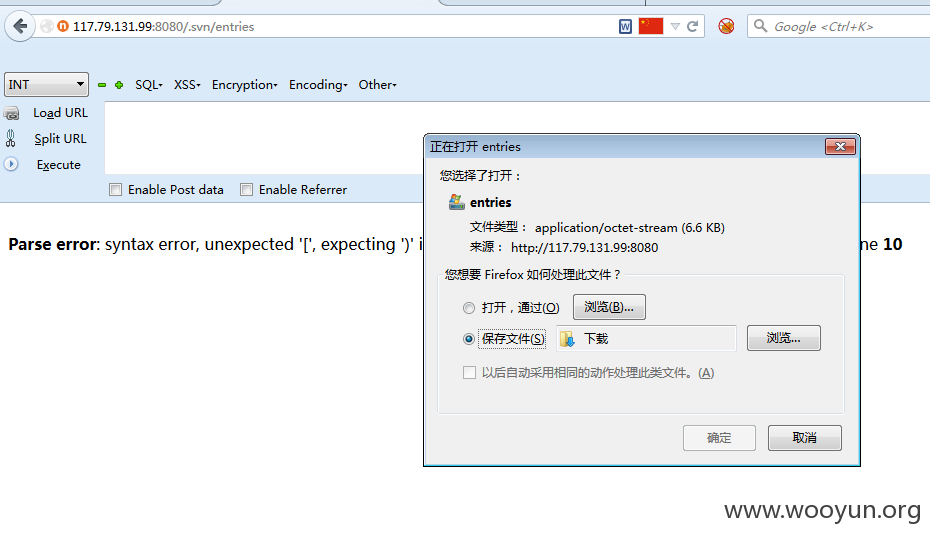 117.79.131.99:8080/.svn/entries
Google <Ctrl+K>
INT SQL XSS Encryption Encoding Other
Load URL
Split URL
Execute
Enable Post data Enable Referrer
Parse error: syntax error, unexpected '[', expecting ')' i
ne 10
正在打开 entries
您选择了打开：
entries
文件类型： application/octet-stream (6.6 KB)
来源： http://117.79.131.99:8080
您想要 Firefox 如何处理此文件？
打开，通过(O) 浏览(B)...
保存文件(S) 下载 浏览...
以后自动采用相同的动作处理此类文件。(A)
确定 取消
www.wooyun.org